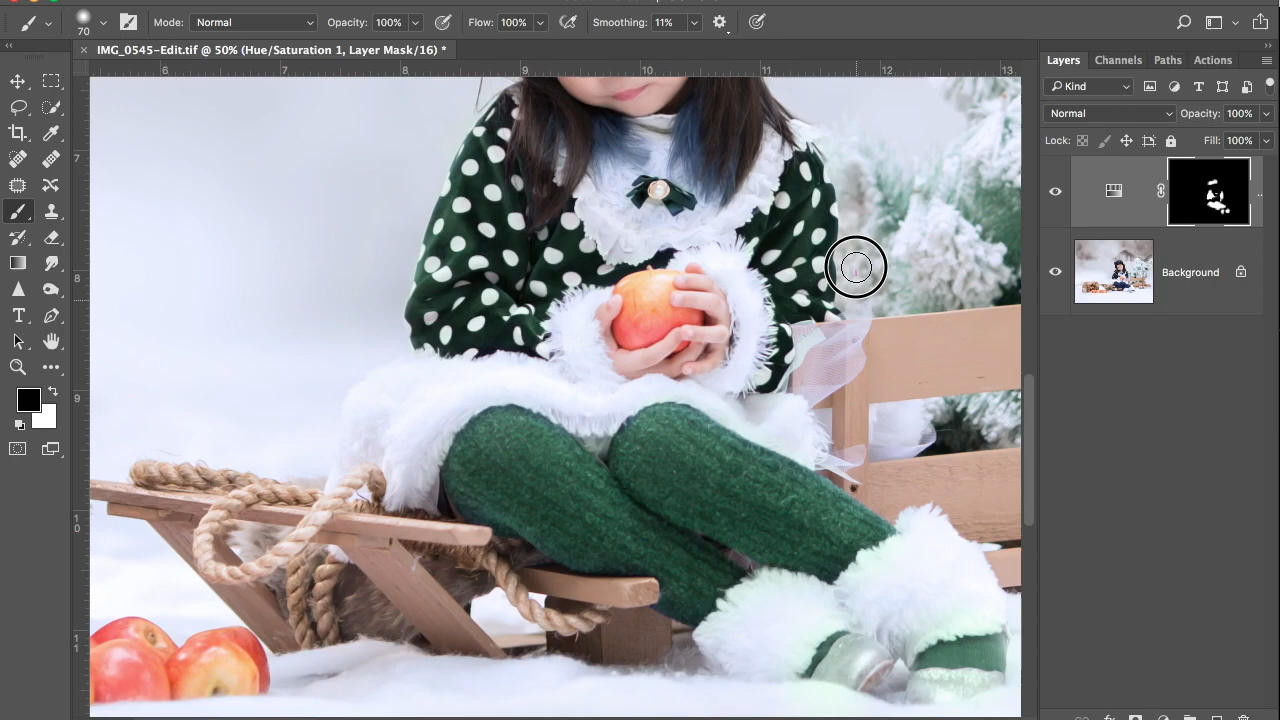 70 Mode: Normal Opacity: 100% Flow: 100% Smoothing: 11%
× IMG_0545-Edit.tif @ 50% (Hue/Saturation 1, Layer Mask/16) *
6 7 8 9 10 11 12 13
7
8
9
10
11
Layers Channels Paths Actions
Kind
Normal Opacity: 100%
Lock: Fill: 100%
Background